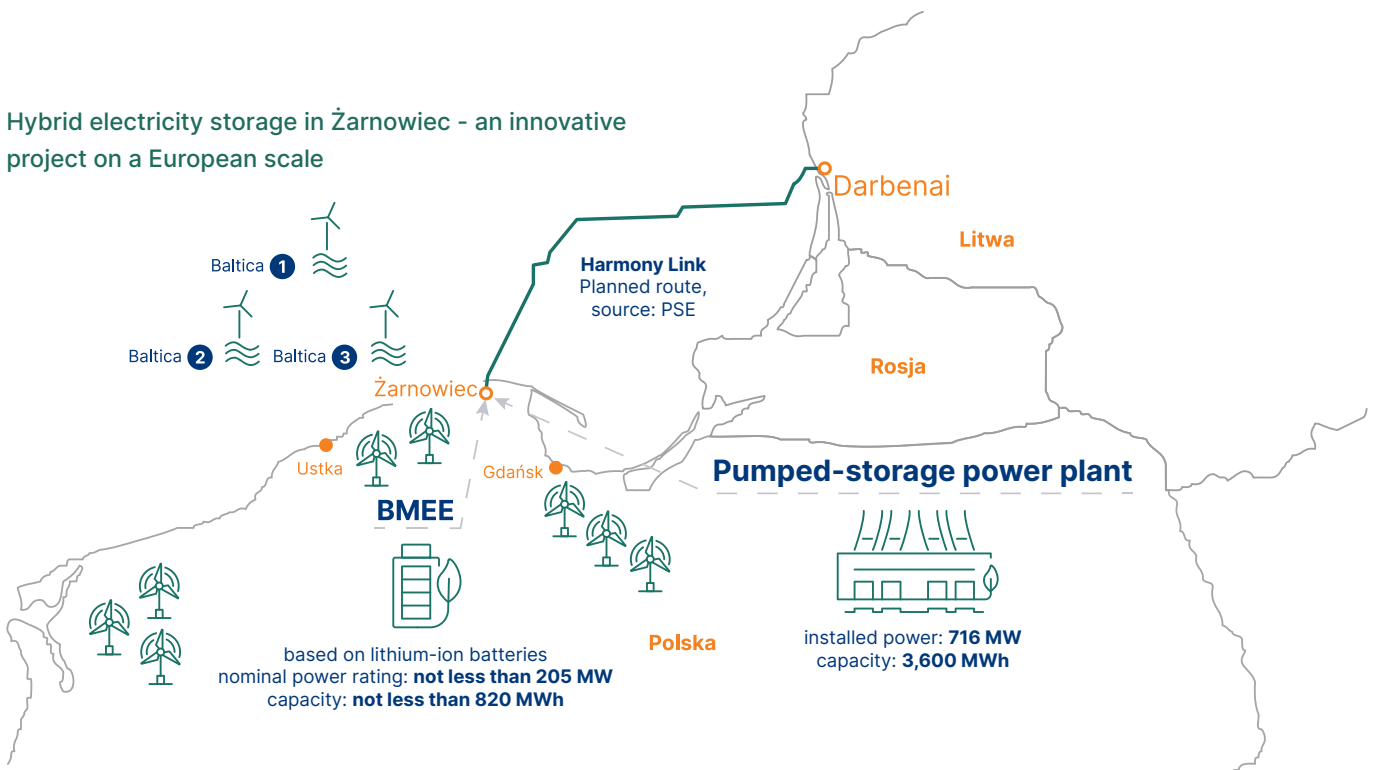 Hybrid electricity storage in Żarnowiec - an innovative
project on a European scale
Darbenai
Litwa
Baltica 1
Harmony Link
Planned route,
source: PSE
Baltica 2
Baltica 3
Rosja
Żarnowiec
Ustka
Gdańsk
Pumped-storage power plant
BMEE
Polska
installed power: 716 MW
capacity: 3,600 MWh
based on lithium-ion batteries
nominal power rating: not less than 205 MW
capacity: not less than 820 MWh